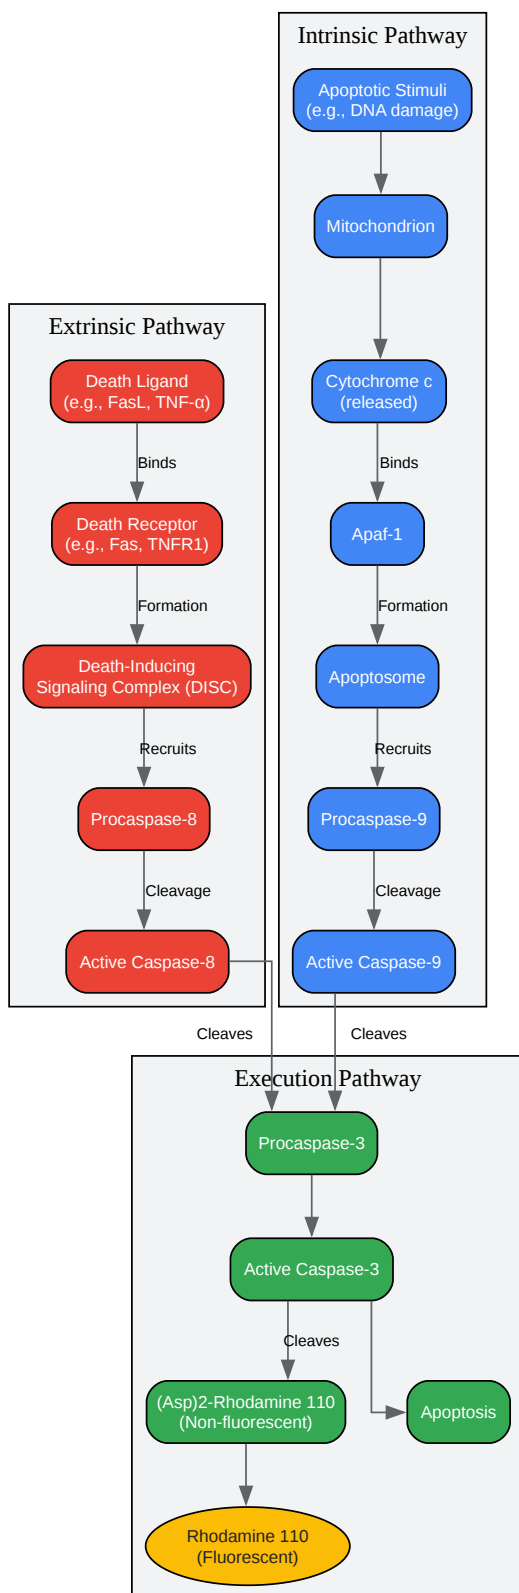 Intrinsic Pathway
Apoptotic Stimuli
(e.g., DNA damage)
Mitochondrion
Cytochrome c
(released)
Binds
Apaf-1
Formation
Apoptosome
Recruits
Procaspase-9
Cleavage
Active Caspase-9
Cleaves
Extrinsic Pathway
Death Ligand
(e.g., FasL, TNF-α)
Binds
Death Receptor
(e.g., Fas, TNFR1)
Formation
Death-Inducing
Signaling Complex (DISC)
Recruits
Procaspase-8
Cleavage
Active Caspase-8
Cleaves
Execution Pathway
Procaspase-3
Active Caspase-3
Cleaves
(Asp)2-Rhodamine 110
(Non-fluorescent)
Apoptosis
Rhodamine 110
(Fluorescent)